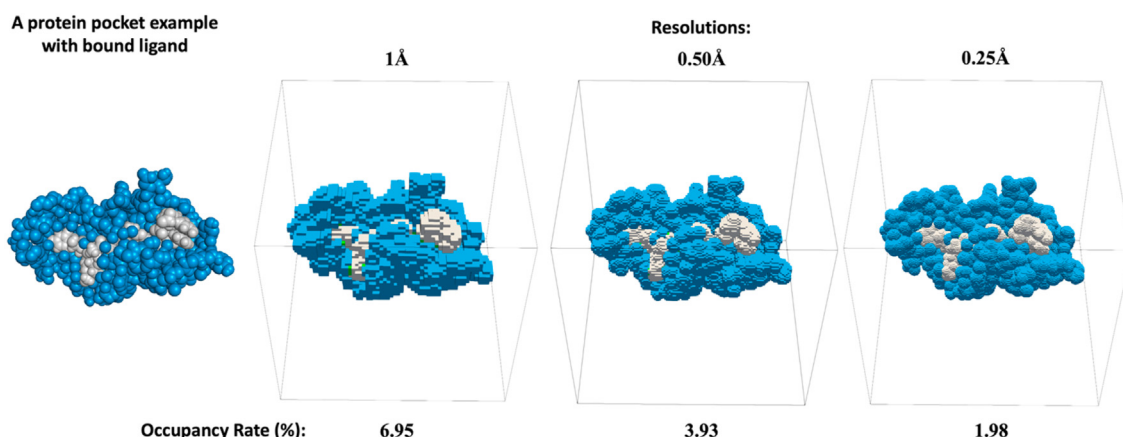 A protein pocket example
with bound ligand
Resolutions:
1Å
0.50Å
0.25Å
Occupancy Rate (%):
6.95
3.93
1.98